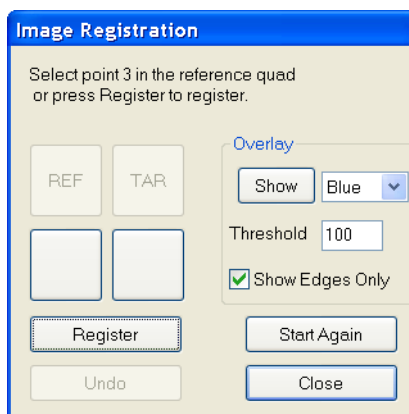 Image Registration
Select point 3 in the reference quad
or press Register to register.
REF TAR
Overlay
Show Blue
Threshold 100
Show Edges Only
Register
Start Again
Undo
Close